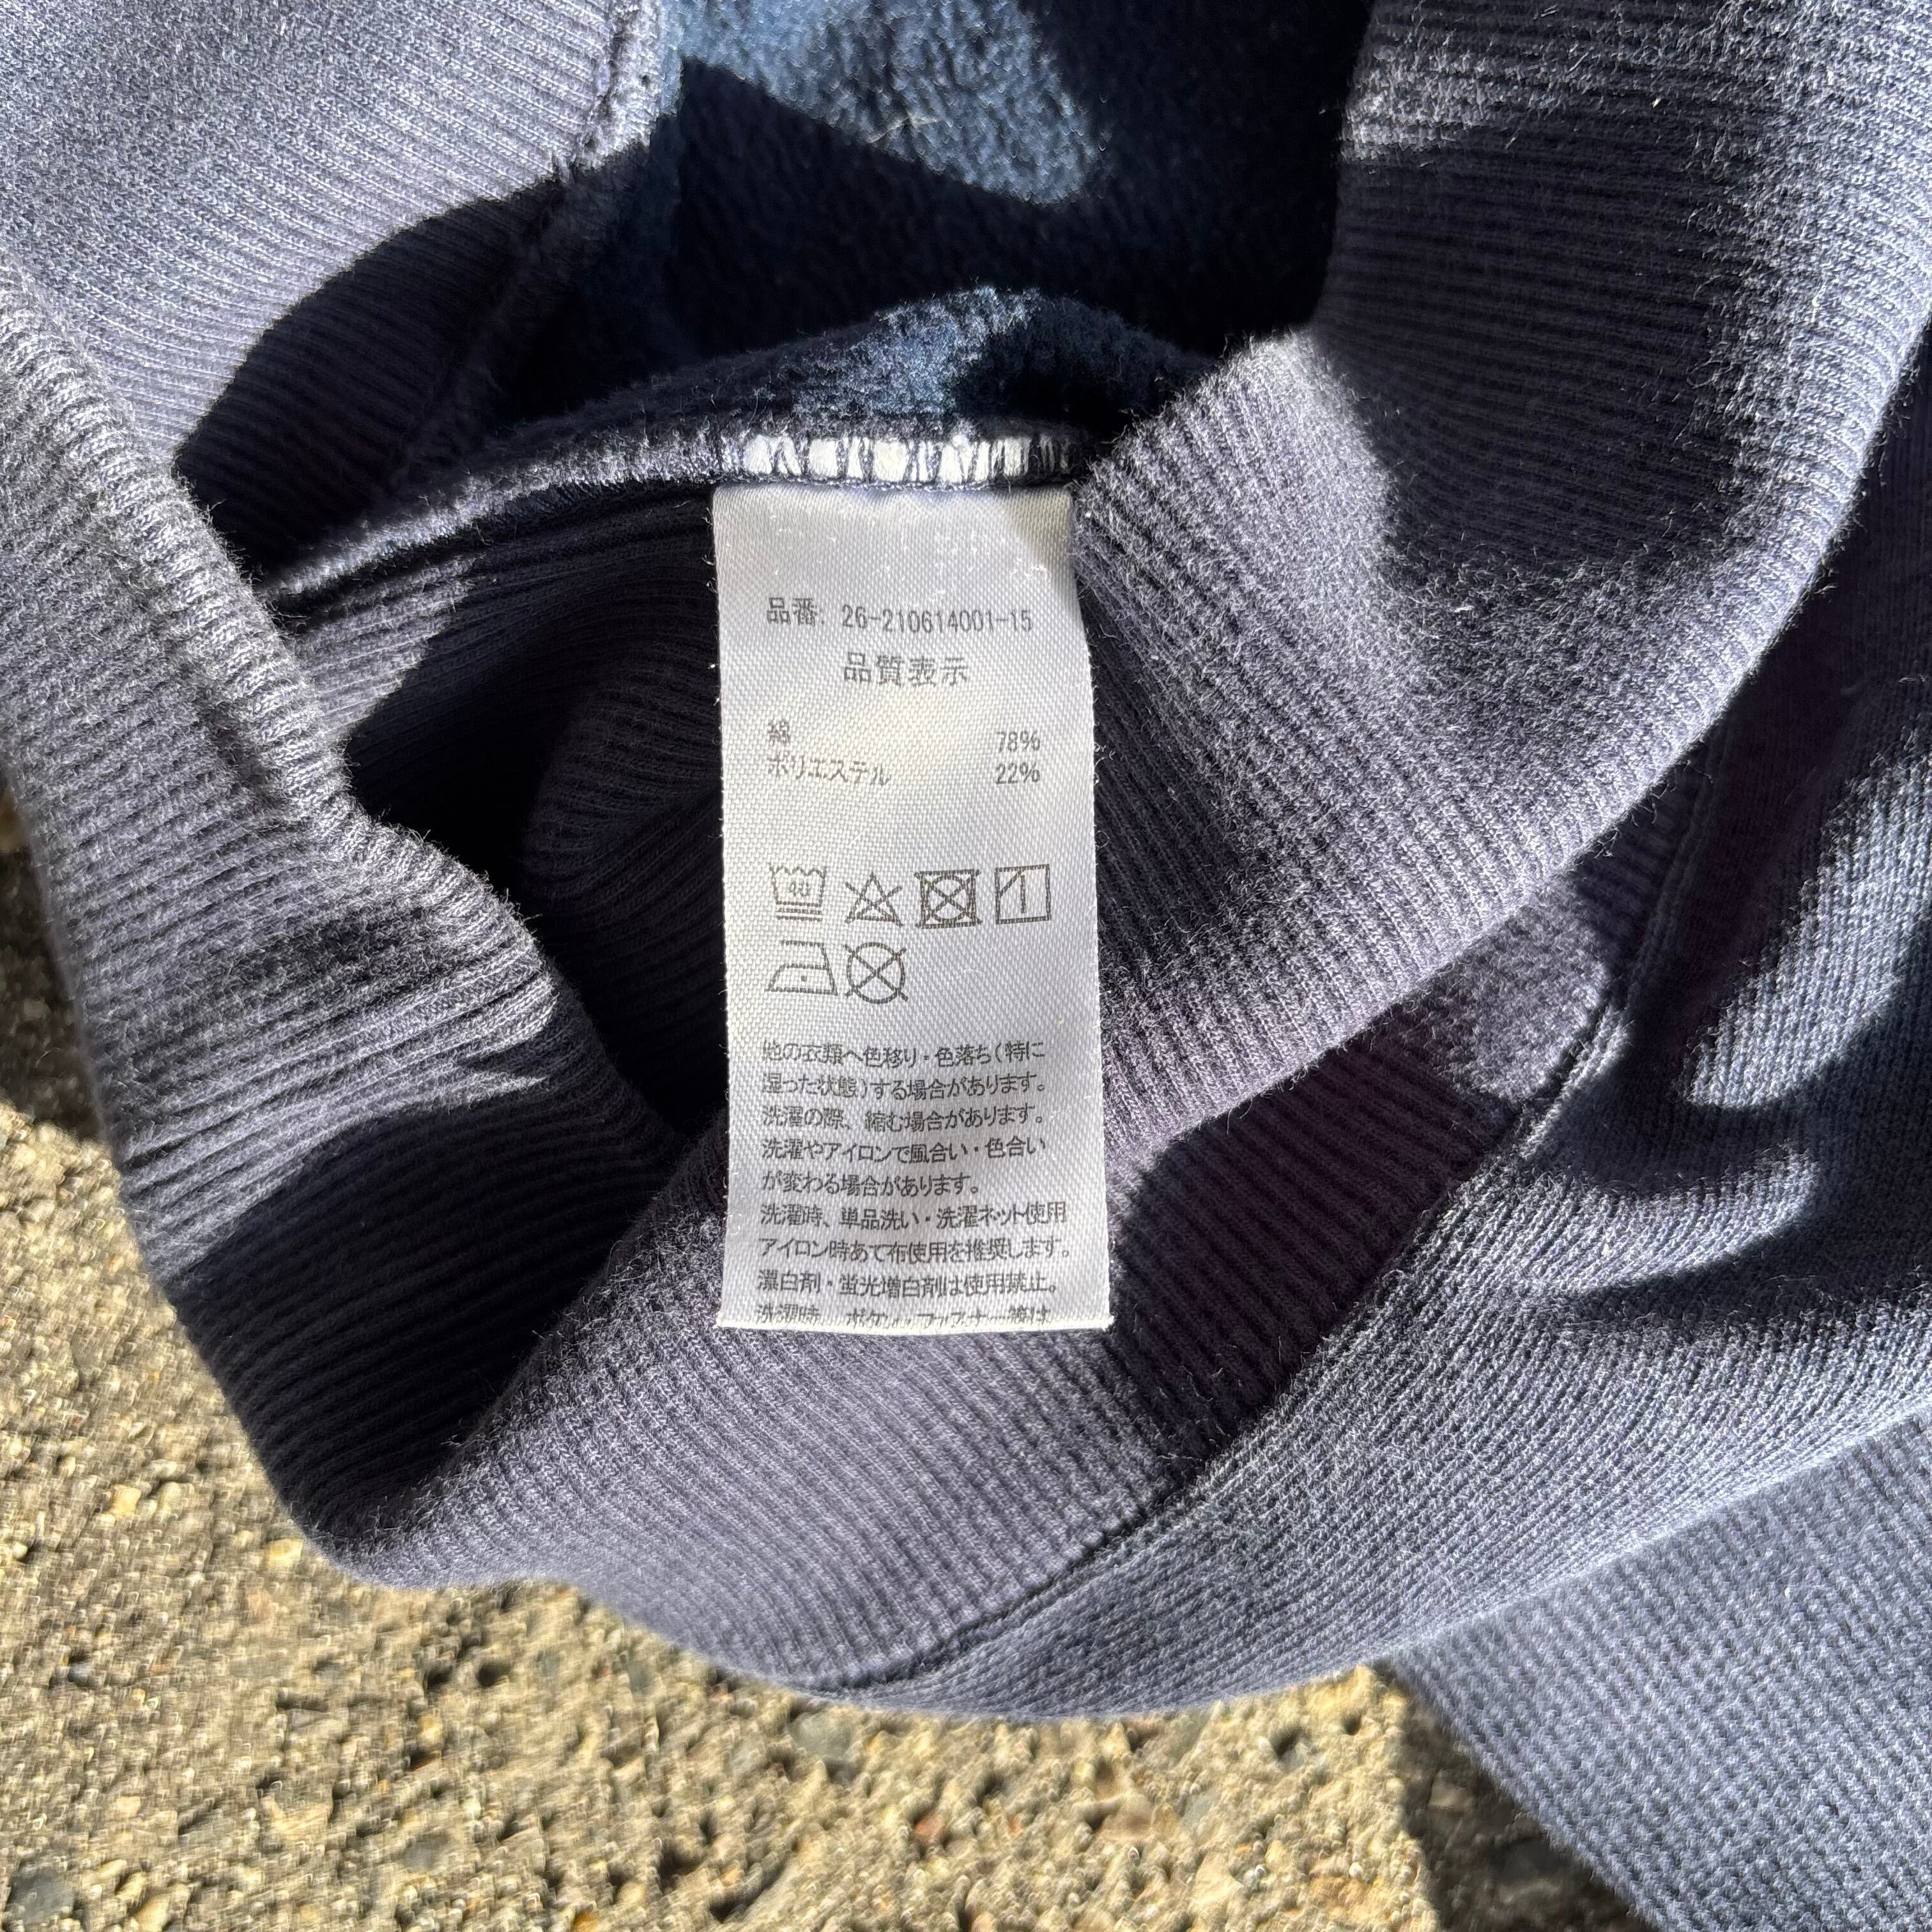 品番: 26-210614001-15
品質表示
綿 78%
ポリエステル 22%
40
他の衣類へ色移り・色落ち(特に
湿った状態)する場合があります。
洗濯の際、縮む場合があります。
洗濯やアイロンで風合い・色合い
が変わる場合があります。
洗濯時、単品洗い・洗濯ネット使用
アイロン時あて布使用を推奨します。
漂白剤・蛍光増白剤は使用禁止。
洗濯時